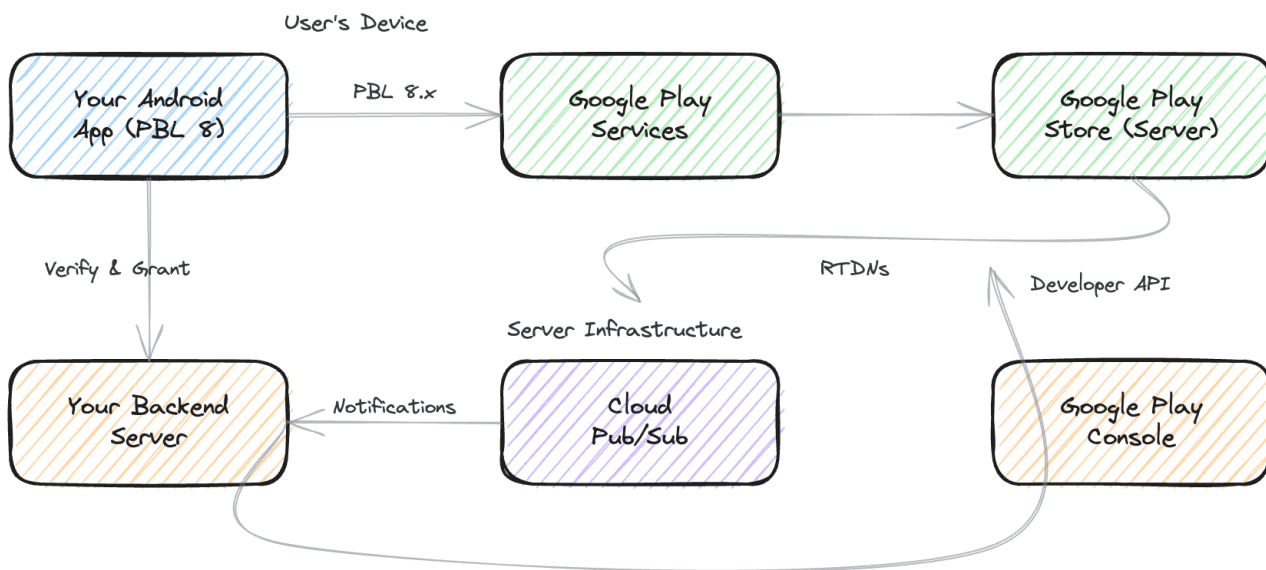 User's Device
Your Android
App (PBL 8)
PBL 8.x
Google Play
Services
Google Play
Store (Server)
Verify & Grant
RTDNs
Developer API
Server Infrastructure
Your Backend
Server
Notifications
Cloud
Pub/Sub
Google Play
Console